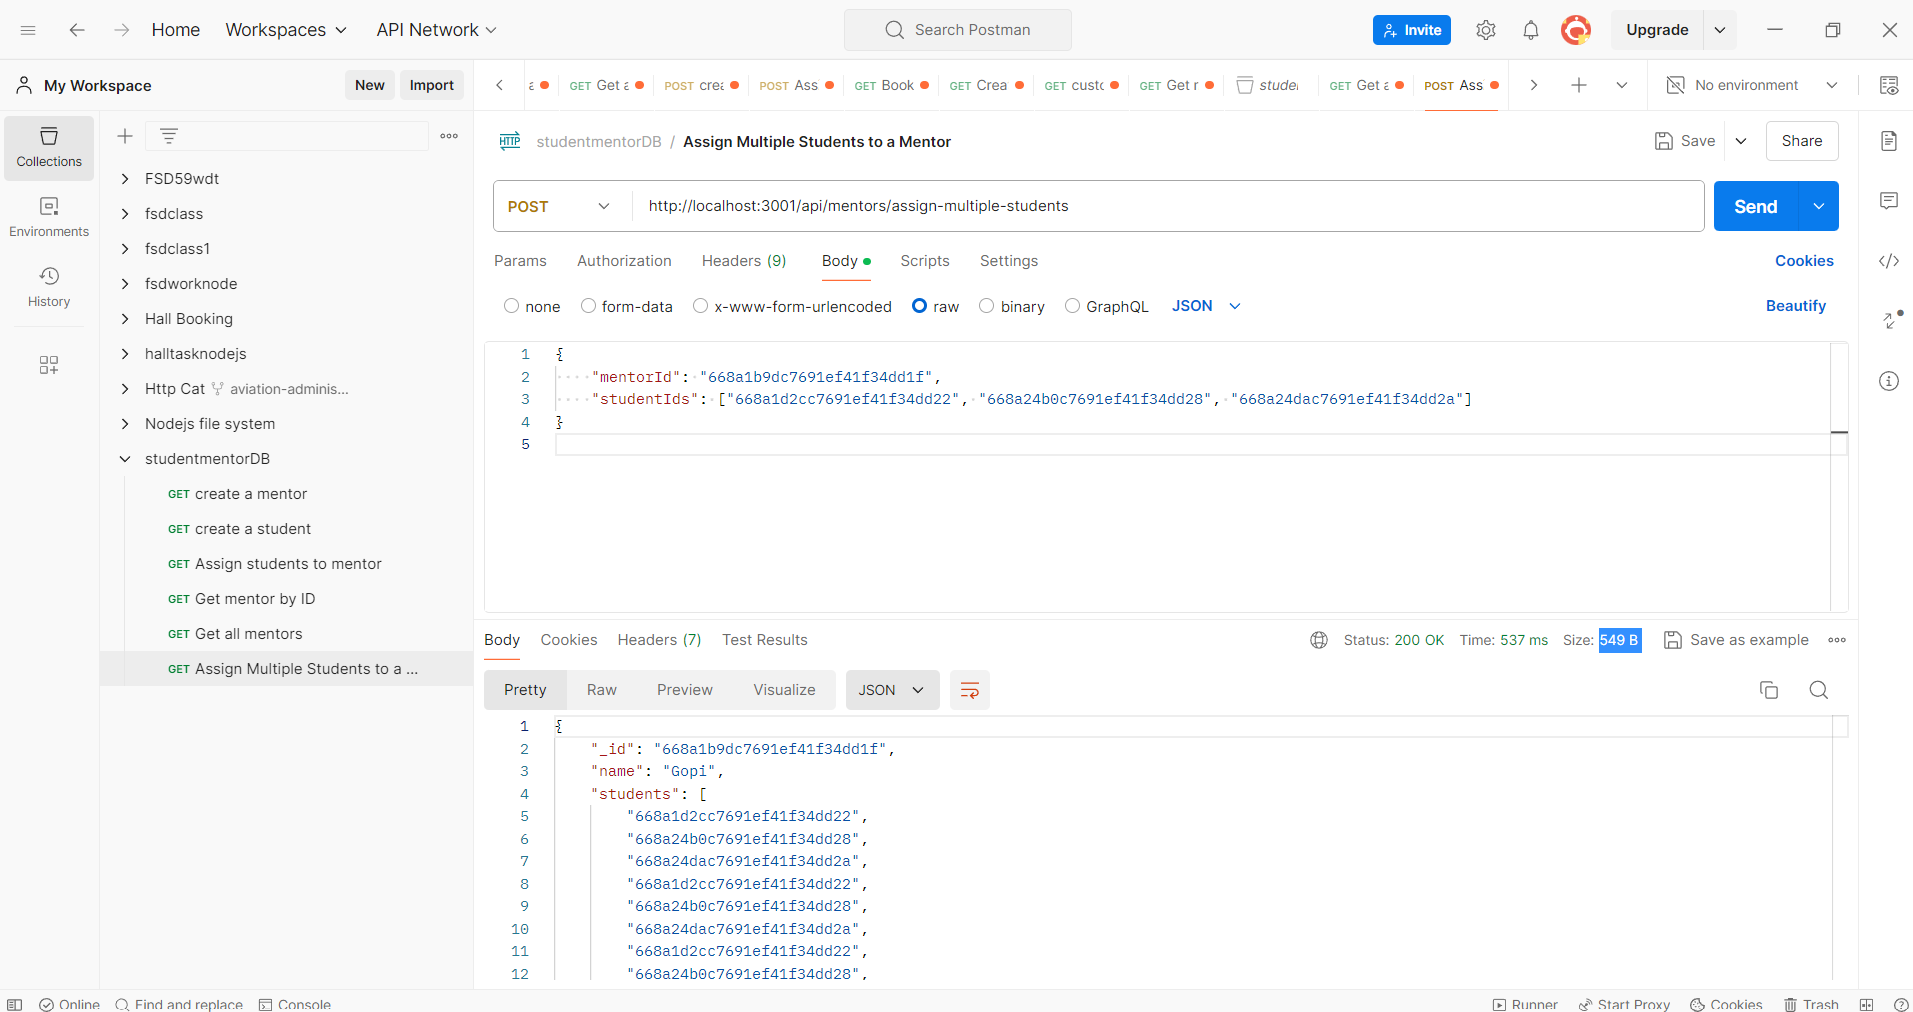 Home
Workspaces
API Network
Search Postman
Invite
Upgrade
My Workspace
New
Import
a
GET Get a
POST crea
POST Ass
GET Book
GET Crea
GET custo
GET Get r
studer
GET Get a
POST Ass
No environment
Collections
Environments
History
FSD59wdt
fsdclass
fsdclass1
fsdworknode
Hall Booking
halltasknodejs
Http Cat aviation-adminis...
Nodejs file system
studentmentorDB
GET create a mentor
GET create a student
GET Assign students to mentor
GET Get mentor by ID
GET Get all mentors
GET Assign Multiple Students to a ...
HTTP studentmentorDB / Assign Multiple Students to a Mentor
Save
Share
POST http://localhost:3001/api/mentors/assign-multiple-students
Send
Params Authorization Headers (9) Body Scripts Settings
Cookies
none form-data x-www-form-urlencoded raw binary GraphQL JSON
Beautify
1 {
2 "mentorId": "668a1b9dc7691ef41f34dd1f",
3 "studentIds": ["668a1d2cc7691ef41f34dd22", "668a24b0c7691ef41f34dd28", "668a24dac7691ef41f34dd2a"]
4 }
5
Body Cookies Headers (7) Test Results
Status: 200 OK Time: 537 ms Size: 549 B
Save as example
Pretty Raw Preview Visualize JSON
1 {
2 "_id": "668a1b9dc7691ef41f34dd1f",
3 "name": "Gopi",
4 "students": [
5 "668a1d2cc7691ef41f34dd22",
6 "668a24b0c7691ef41f34dd28",
7 "668a24dac7691ef41f34dd2a",
8 "668a1d2cc7691ef41f34dd22",
9 "668a24b0c7691ef41f34dd28",
10 "668a24dac7691ef41f34dd2a",
11 "668a1d2cc7691ef41f34dd22",
12 "668a24b0c7691ef41f34dd28",
Online Find and replace Console
Runner Start Proxy Cookies Trash